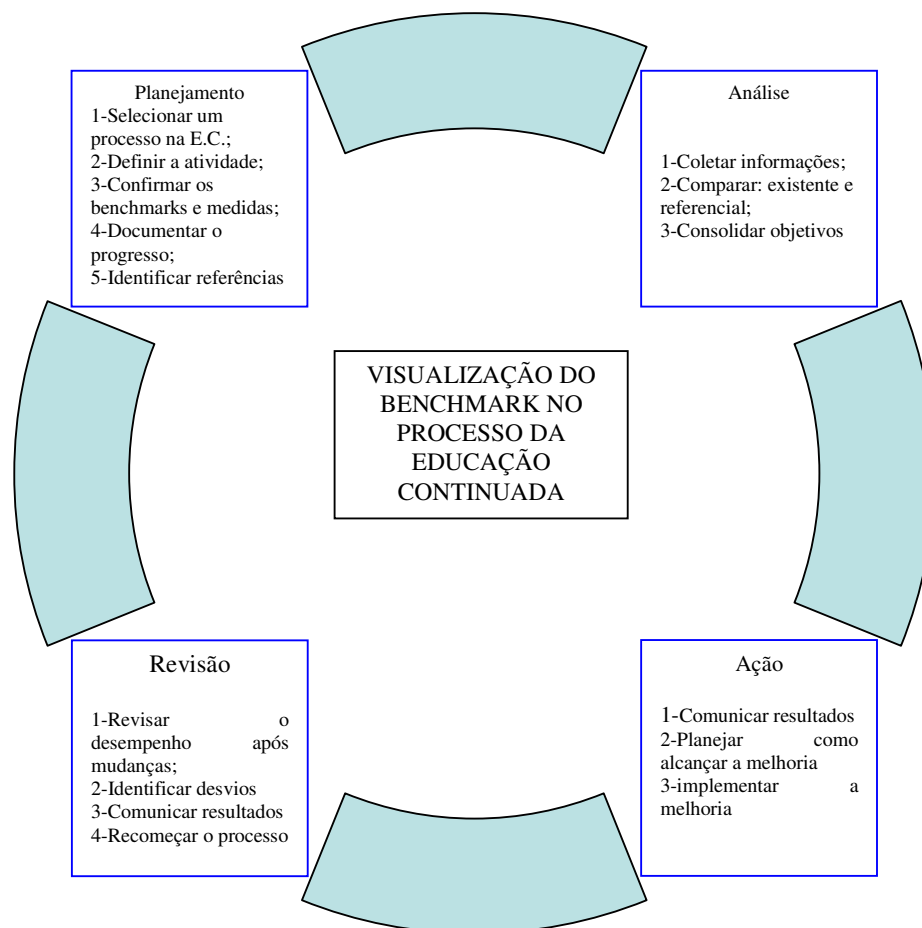 Planejamento
1-Selecionar um
processo na E.C.;
2-Definir a atividade;
3-Confirmar os
benchmarks e medidas;
4-Documentar o
progresso;
5-Identificar referências
Análise
1-Coletar informações;
2-Comparar: existente e
referencial;
3-Consolidar objetivos
VISUALIZAÇÃO DO
BENCHMARK NO
PROCESSO DA
EDUCAÇÃO
CONTINUADA
Revisão
1-Revisar o
desempenho após
mudanças;
2-Identificar desvios
3-Comunicar resultados
4-Recomeçar o processo
Ação
1-Comunicar resultados
2-Planejar como
alcançar a melhoria
3-implementar a
melhoria